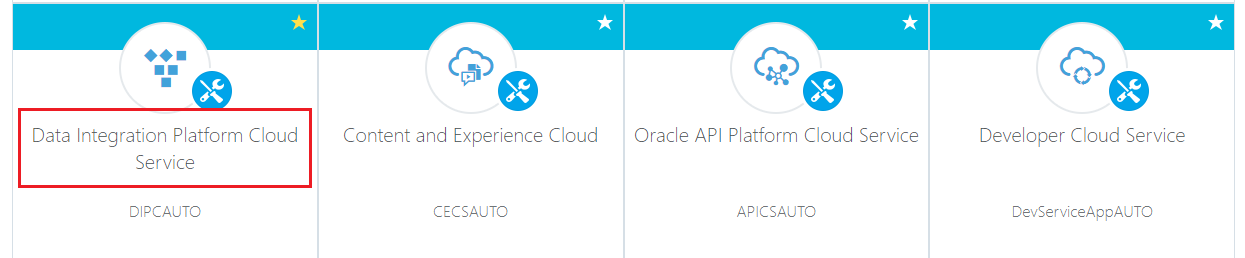 Data Integration Platform Cloud
Service
DIPCAUTO
Content and Experience Cloud
CECSAUTO
Oracle API Platform Cloud Service
APICSAUTO
Developer Cloud Service
DevServiceAppAUTO